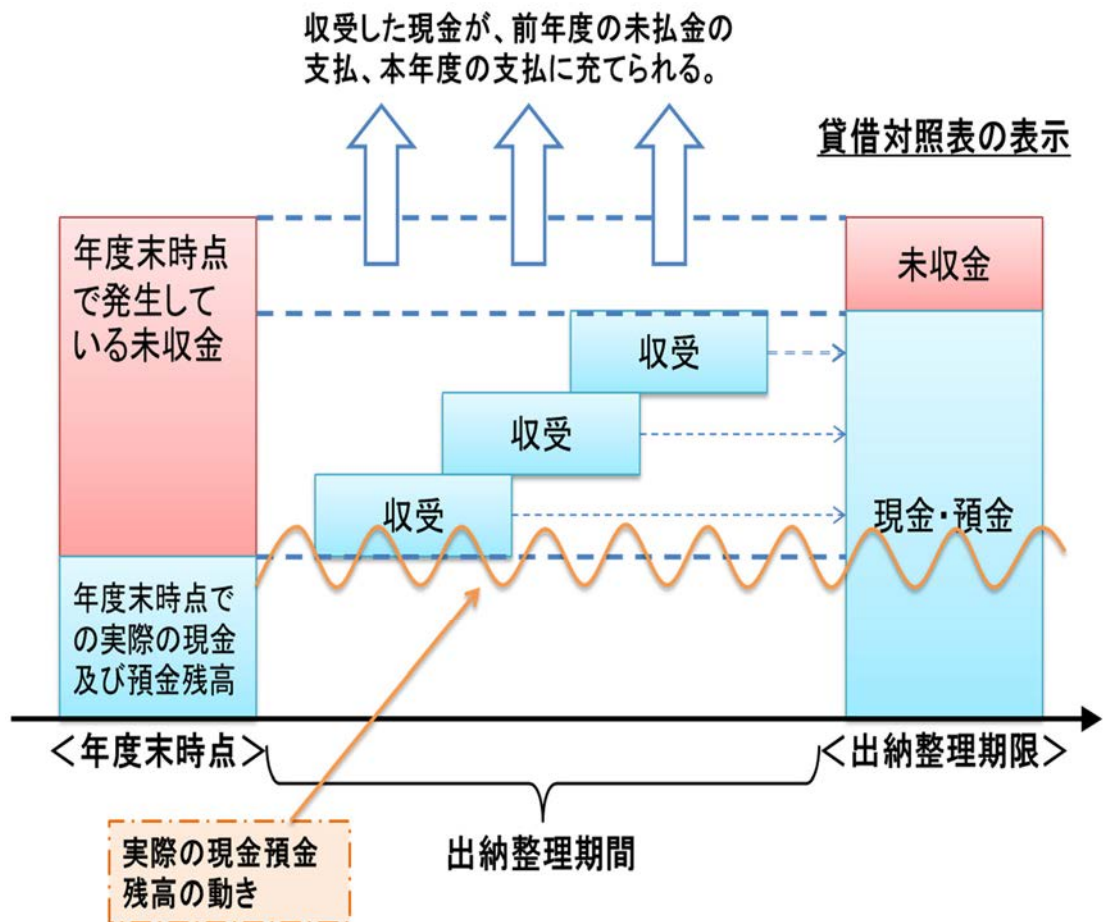 収受した現金が、前年度の未払金の
支払、本年度の支払に充てられる。
貸借対照表の表示
年度末時点
で発生して
いる未収金
未収金
収受
収受
収受
現金・預金
年度末時点で
の実際の現金
及び預金残高
＜年度末時点＞
＜出納整理期限＞
出納整理期間
実際の現金預金
残高の動き